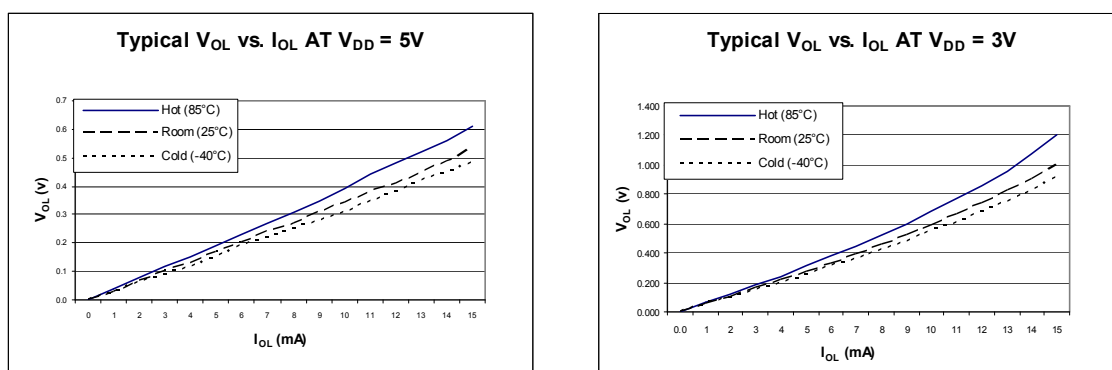 Typical VOL vs. IOL AT VDD = 5V
0.7
0.6
0.5
0.4
0.3
0.2
0.1
0.0
VOL (v)
Hot (85°C)
Room (25°C)
Cold (-40°C)
0 1 2 3 4 5 6 7 8 9 10 11 12 13 14 15
IOL (mA)
Typical VOL vs. IOL AT VDD = 3V
1.400
1.200
1.000
0.800
0.600
0.400
0.200
0.000
VOL (v)
Hot (85°C)
Room (25°C)
Cold (-40°C)
0.0 1 2 3 4 5 6 7 8 9 10 11 12 13 15
IOL (mA)